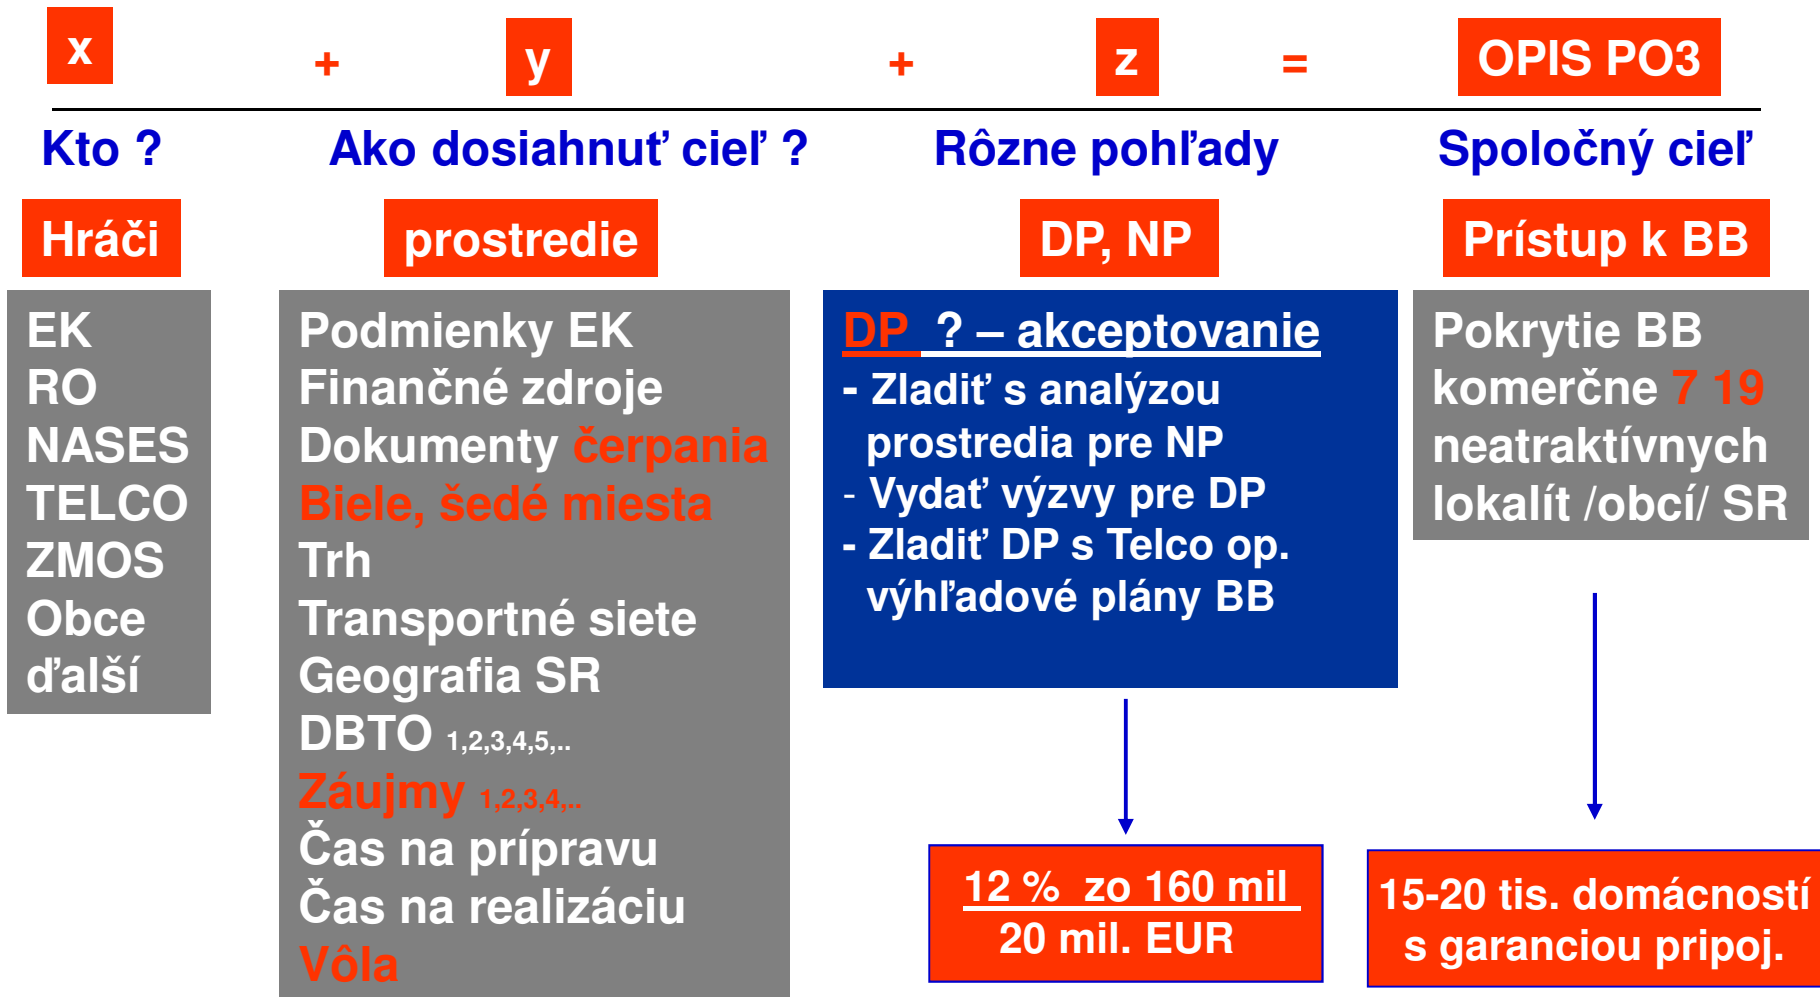 x + y + z = OPIS PO3
Kto ?
Ako dosiahnuť cieľ ?
Rôzne pohľady
Spoločný cieľ
Hráči
prostredie
DP, NP
Prístup k BB
EK
RO
NASES
TELCO
ZMOS
Obce
ďalší
Podmienky EK
Finančné zdroje
Dokumenty čerpania
Biele, šedé miesta
Trh
Transportné siete
Geografia SR
DBTO 1,2,3,4,5,..
Záujmy 1,2,3,4,..
Čas na prípravu
Čas na realizáciu
Vôla
DP ? – akceptovanie
- Zladiť s analýzou
prostredia pre NP
- Vydať výzvy pre DP
- Zladiť DP s Telco op.
výhľadové plány BB
Pokrytie BB
komerčne 7 19
neatraktívnych
lokalít /obcí/ SR
12 % zo 160 mil
20 mil. EUR
15-20 tis. domácností
s garanciou pripoj.